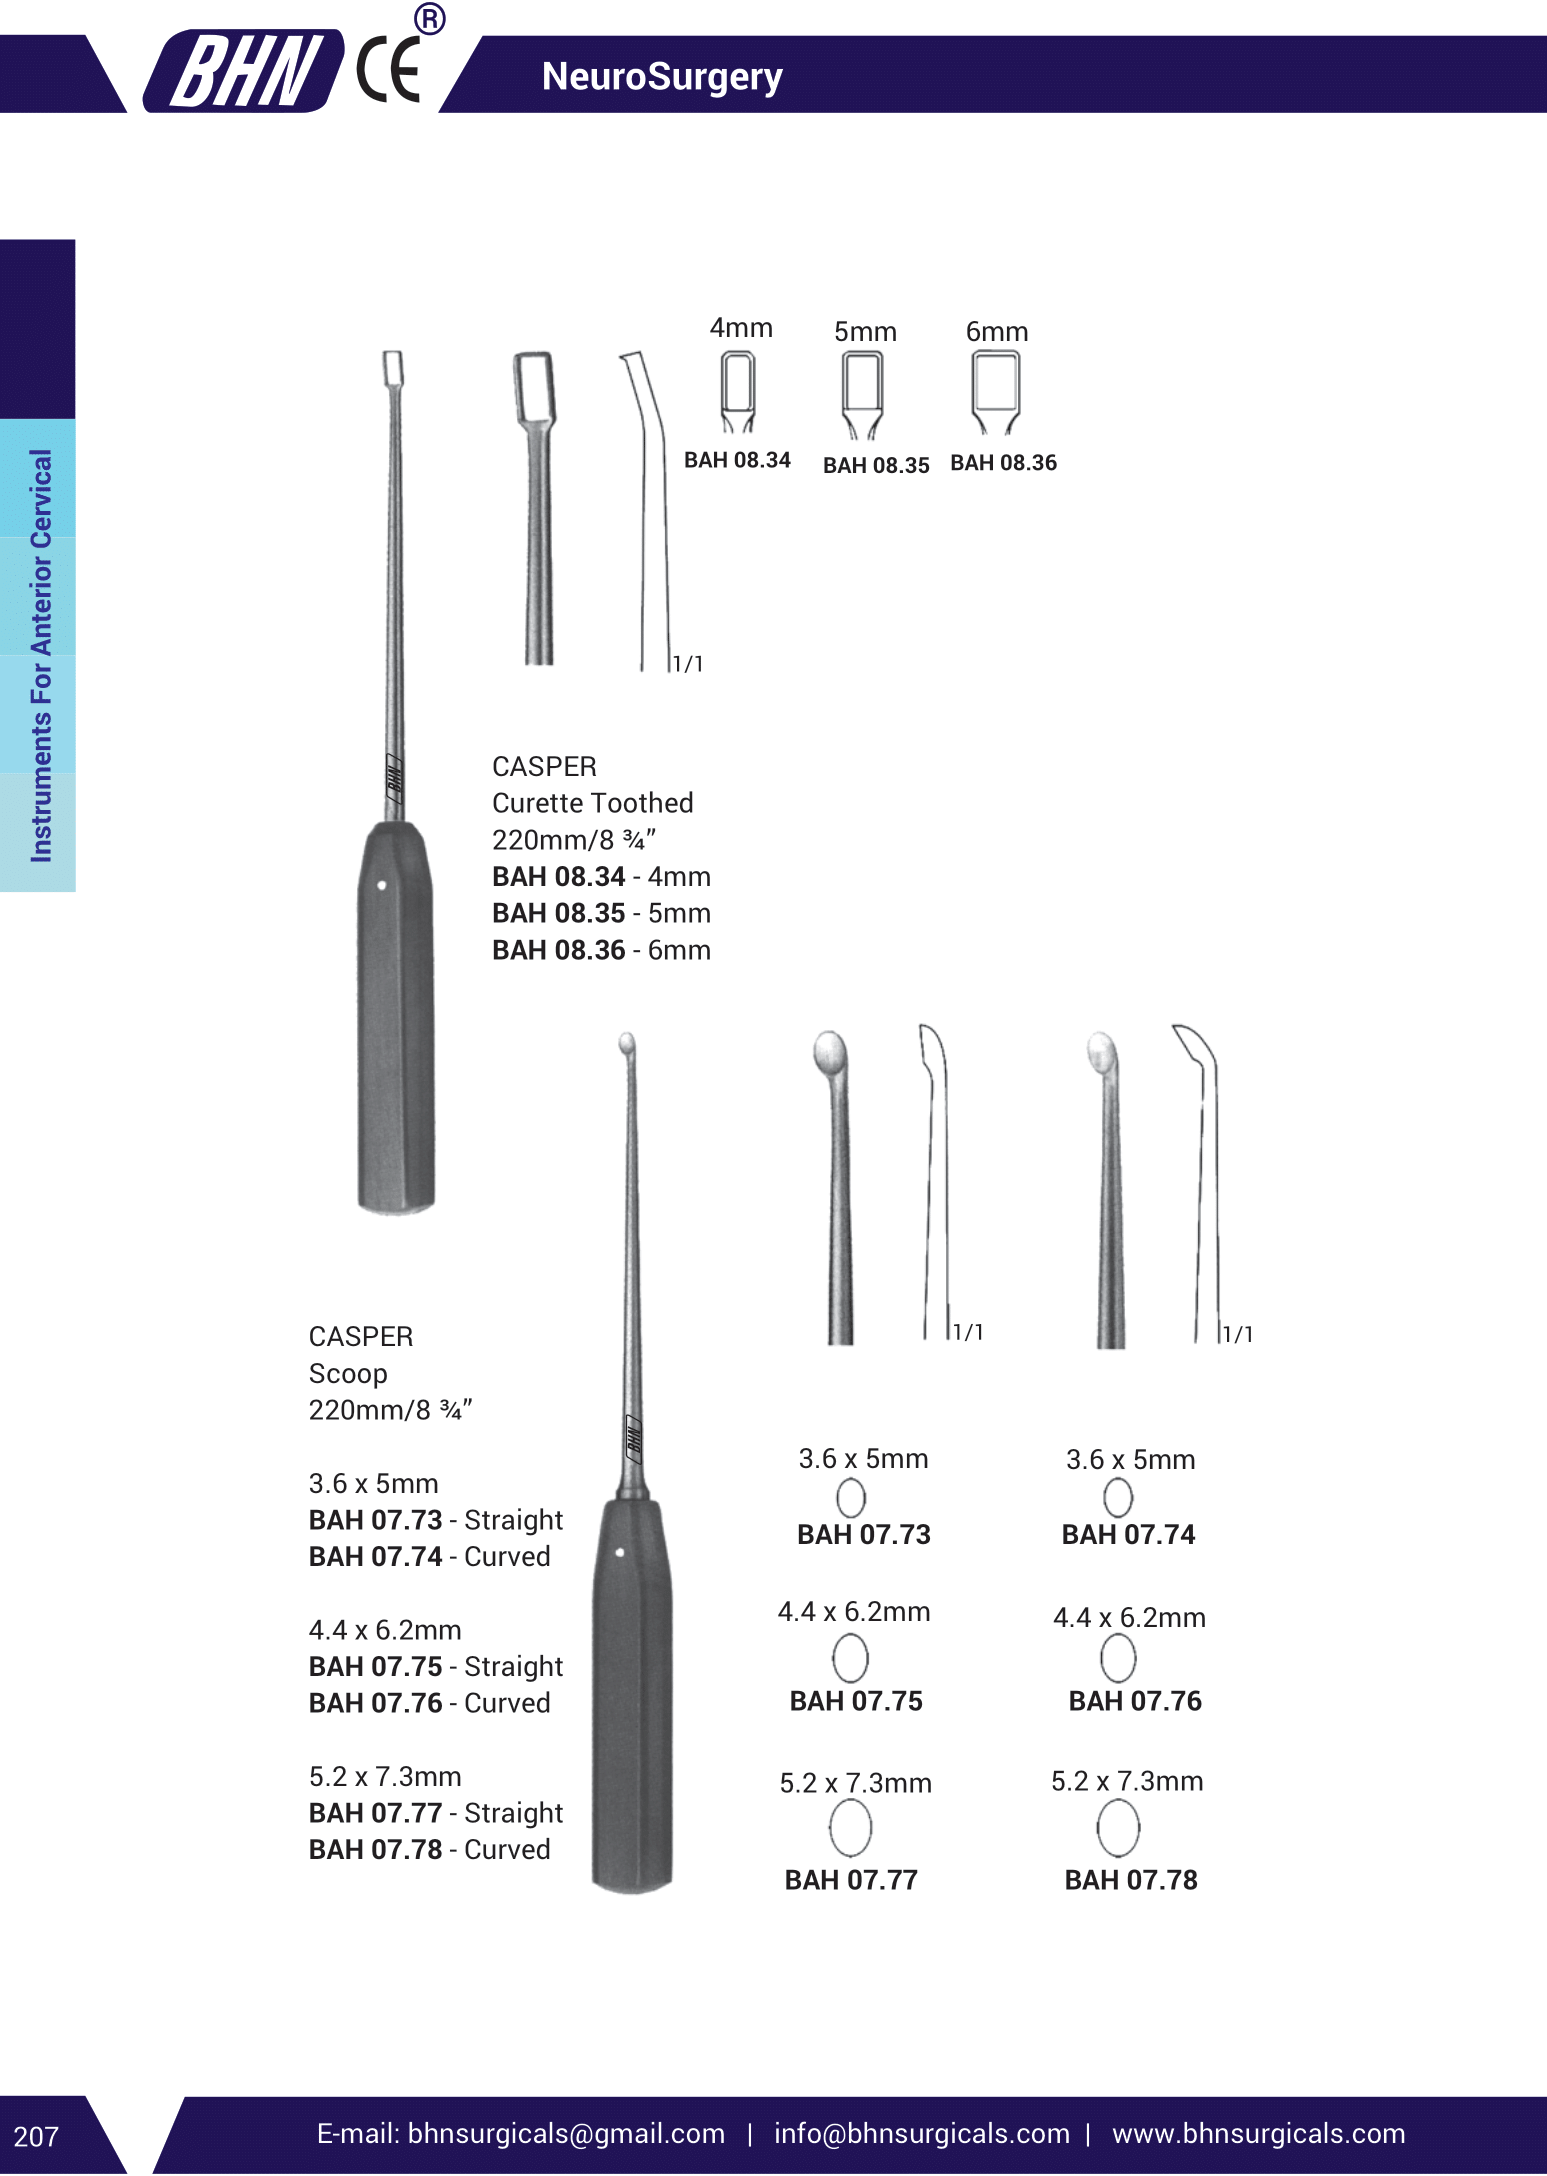 BHN CE ®
NeuroSurgery
Instruments For Anterior Cervical
4mm
5mm
6mm
BAH 08.34
BAH 08.35
BAH 08.36
1/1
BHN
CASPER
Curette Toothed
220mm/8 ¾”
BAH 08.34 - 4mm
BAH 08.35 - 5mm
BAH 08.36 - 6mm
1/1
1/1
CASPER
Scoop
220mm/8 ¾”
BHN
3.6 x 5mm
BAH 07.73 - Straight
BAH 07.74 - Curved
4.4 x 6.2mm
BAH 07.75 - Straight
BAH 07.76 - Curved
5.2 x 7.3mm
BAH 07.77 - Straight
BAH 07.78 - Curved
3.6 x 5mm
BAH 07.73
3.6 x 5mm
BAH 07.74
4.4 x 6.2mm
BAH 07.75
4.4 x 6.2mm
BAH 07.76
5.2 x 7.3mm
BAH 07.77
5.2 x 7.3mm
BAH 07.78
207
E-mail: bhnsurgicals@gmail.com | info@bhnsurgicals.com | www.bhnsurgicals.com